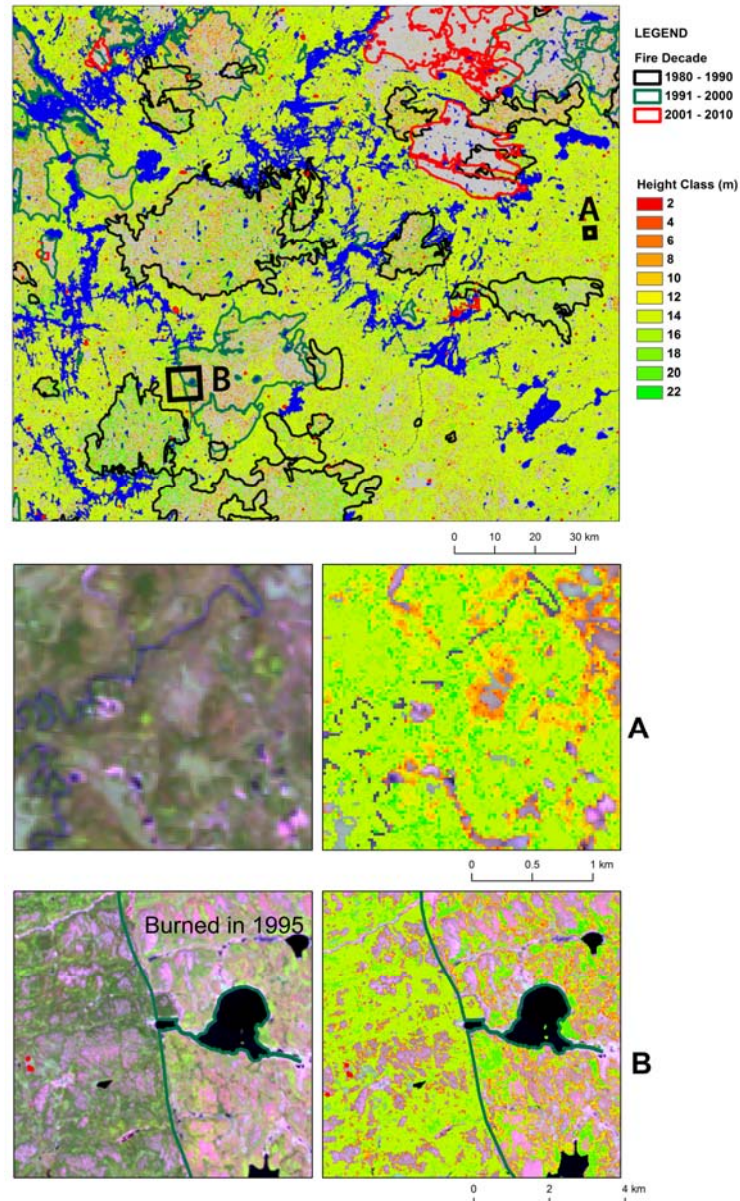 LEGEND
Fire Decade
1980 - 1990
1991 - 2000
2001 - 2010
Height Class (m)
2
4
6
8
10
12
14
16
18
20
22
A
B
0 10 20 30 km
A
0 0.5 1 km
Burned in 1995
B
0 2 4 km